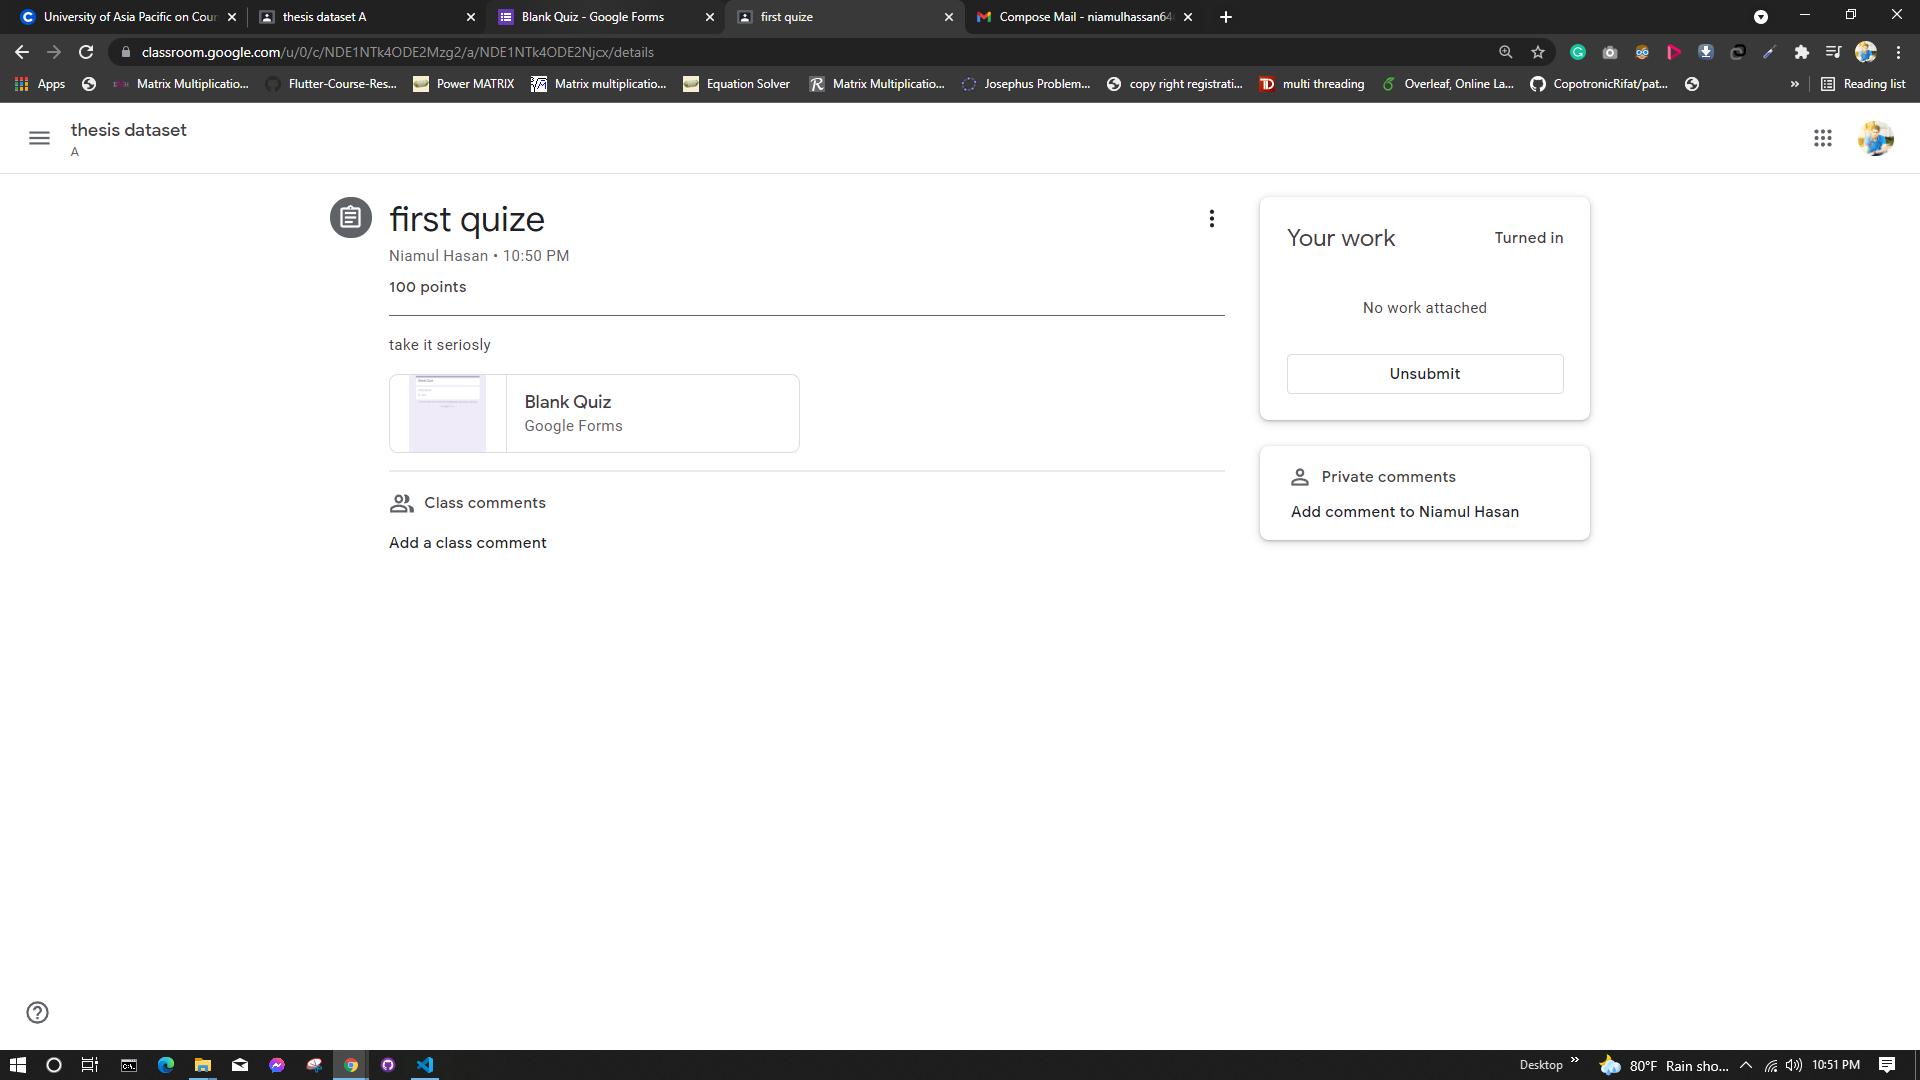 University of Asia Pacific on Cour
thesis dataset A
Blank Quiz - Google Forms
first quize
Compose Mail - niamulhassan64
classroom.google.com/u/0/c/NDE1NTk4ODE2Mzg2/a/NDE1NTk4ODE2Njcx/details
Apps
Matrix Multiplicatio...
Flutter-Course-Res...
Power MATRIX
Matrix multiplicatio...
Equation Solver
Matrix Multiplicatio...
Josephus Problem...
copy right registrati...
multi threading
Overleaf, Online La...
CopotronicRifat/pat...
»
Reading list
thesis dataset
A
first quize
Niamul Hasan • 10:50 PM
100 points
take it seriosly
Blank Quiz
Google Forms
Class comments
Add a class comment
Your work
Turned in
No work attached
Unsubmit
Private comments
Add comment to Niamul Hasan
Desktop »
80°F Rain sho...
10:51 PM